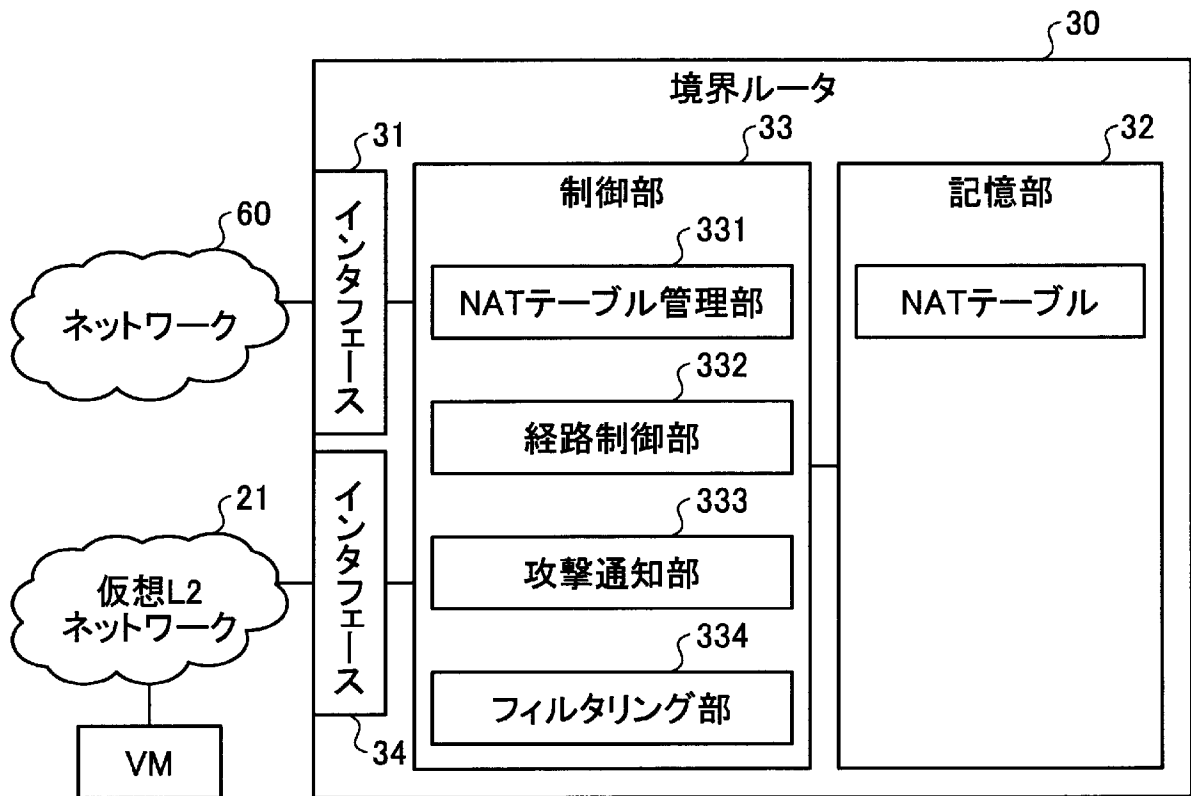 30
境界ルータ
31
33
32
インタフェース
制御部
記憶部
60
331
ネットワーク
NATテーブル管理部
NATテーブル
332
経路制御部
21
インタフェース
333
仮想L2
ネットワーク
攻撃通知部
334
フィルタリング部
VM
34